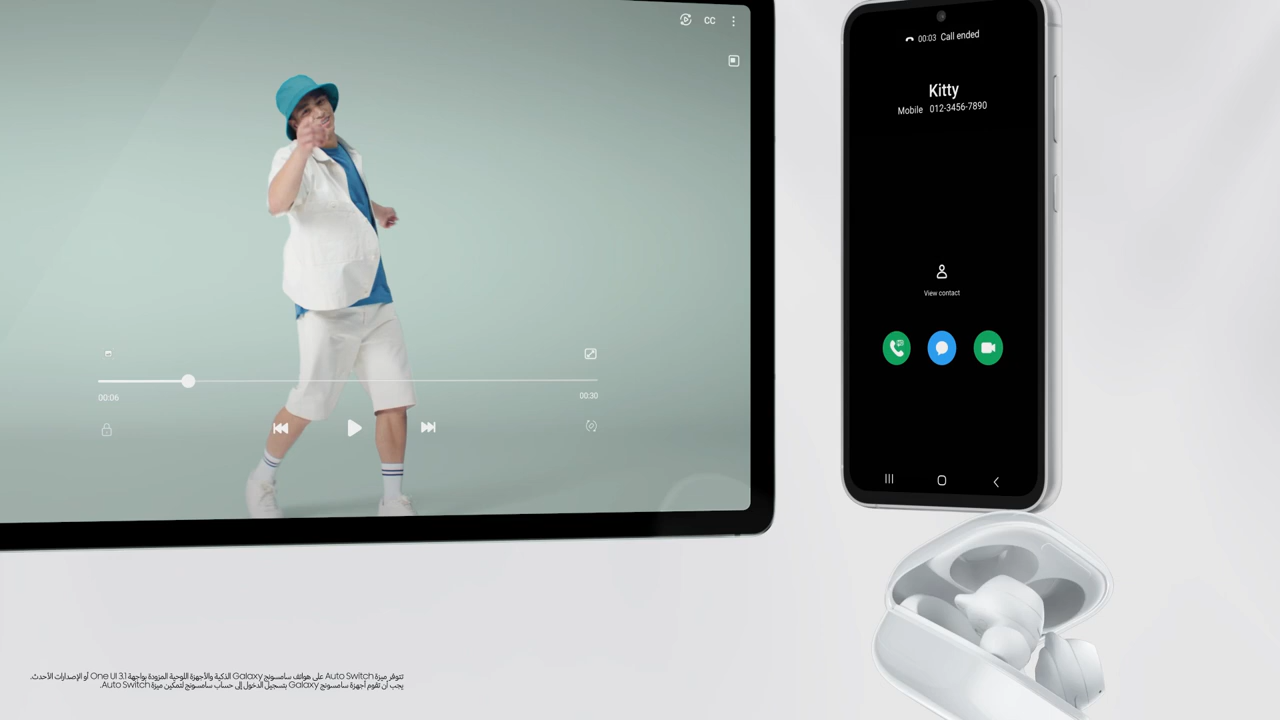 CC
00:06
00:30
00:03 Call ended
Kitty
Mobile 012-3456-7890
View contact
تتوفر ميزة Auto Switch على هواتف سامسونج Galaxy الذكية والأجهزة اللوحية المزودة بواجهة One UI 3.1 أو الإصدارات الأحدث.
يجب أن تقوم أجهزة سامسونج Galaxy بتسجيل الدخول إلى حساب سامسونج لتمكين ميزة Auto Switch.